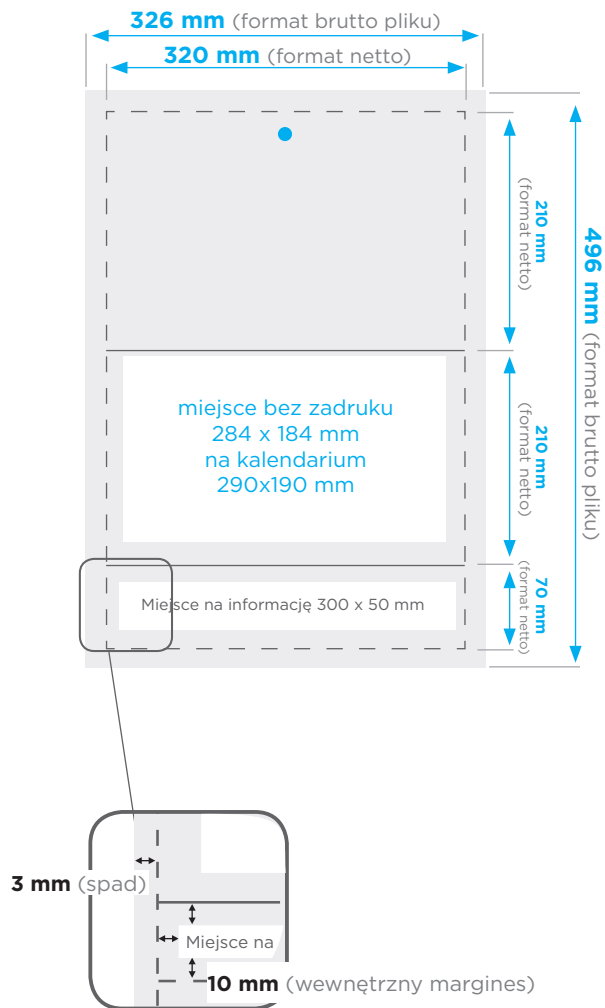 326 mm (format brutto pliku)
320 mm (format netto)
210 mm
(format netto)
496 mm (format brutto pliku)
miejsce bez zadruku
284 x 184 mm
na kalendarium
290x190 mm
210 mm
(format netto)
Miejsce na informację 300 x 50 mm
70 mm
(format netto)
3 mm (spad)
Miejsce na
10 mm (wewnętrzny margines)